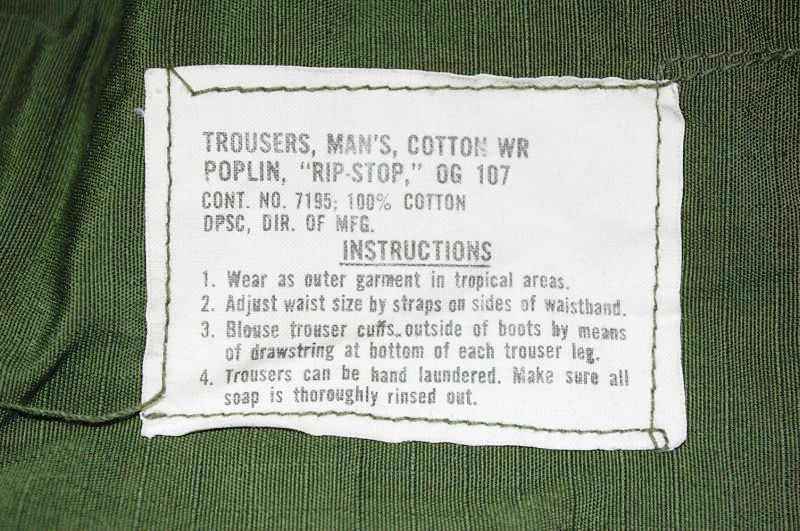 TROUSERS, MAN'S, COTTON WR
POPLIN, "RIP-STOP," OG 107
CONT. NO. 7195; 100% COTTON
DPSC, DIR. OF MFG.
INSTRUCTIONS
1. Wear as outer garment in tropical areas.
2. Adjust waist size by straps on sides of waistband.
3. Blouse trouser cuffs outside of boots by means
of drawstring at bottom of each trouser leg.
4. Trousers can be hand laundered. Make sure all
soap is thoroughly rinsed out.